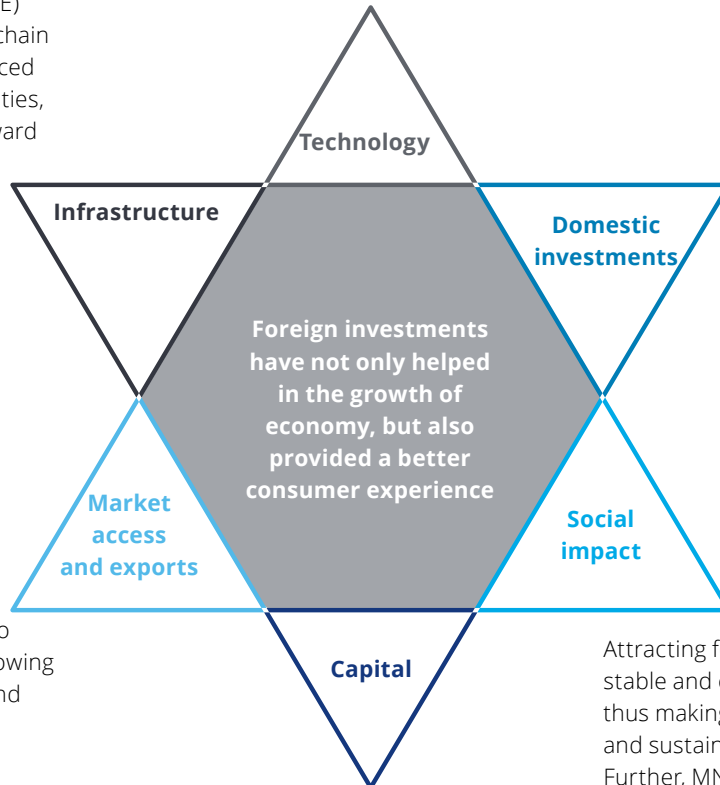 E)
chain
ced
ties,
ward
Technology
Infrastructure
Domestic
investments
Foreign investments
have not only helped
in the growth of
economy, but also
provided a better
consumer experience
Market
access
and exports
Social
impact
o
owing
nd
Capital
Attracting f
stable and
thus making
and sustain
Further, MN